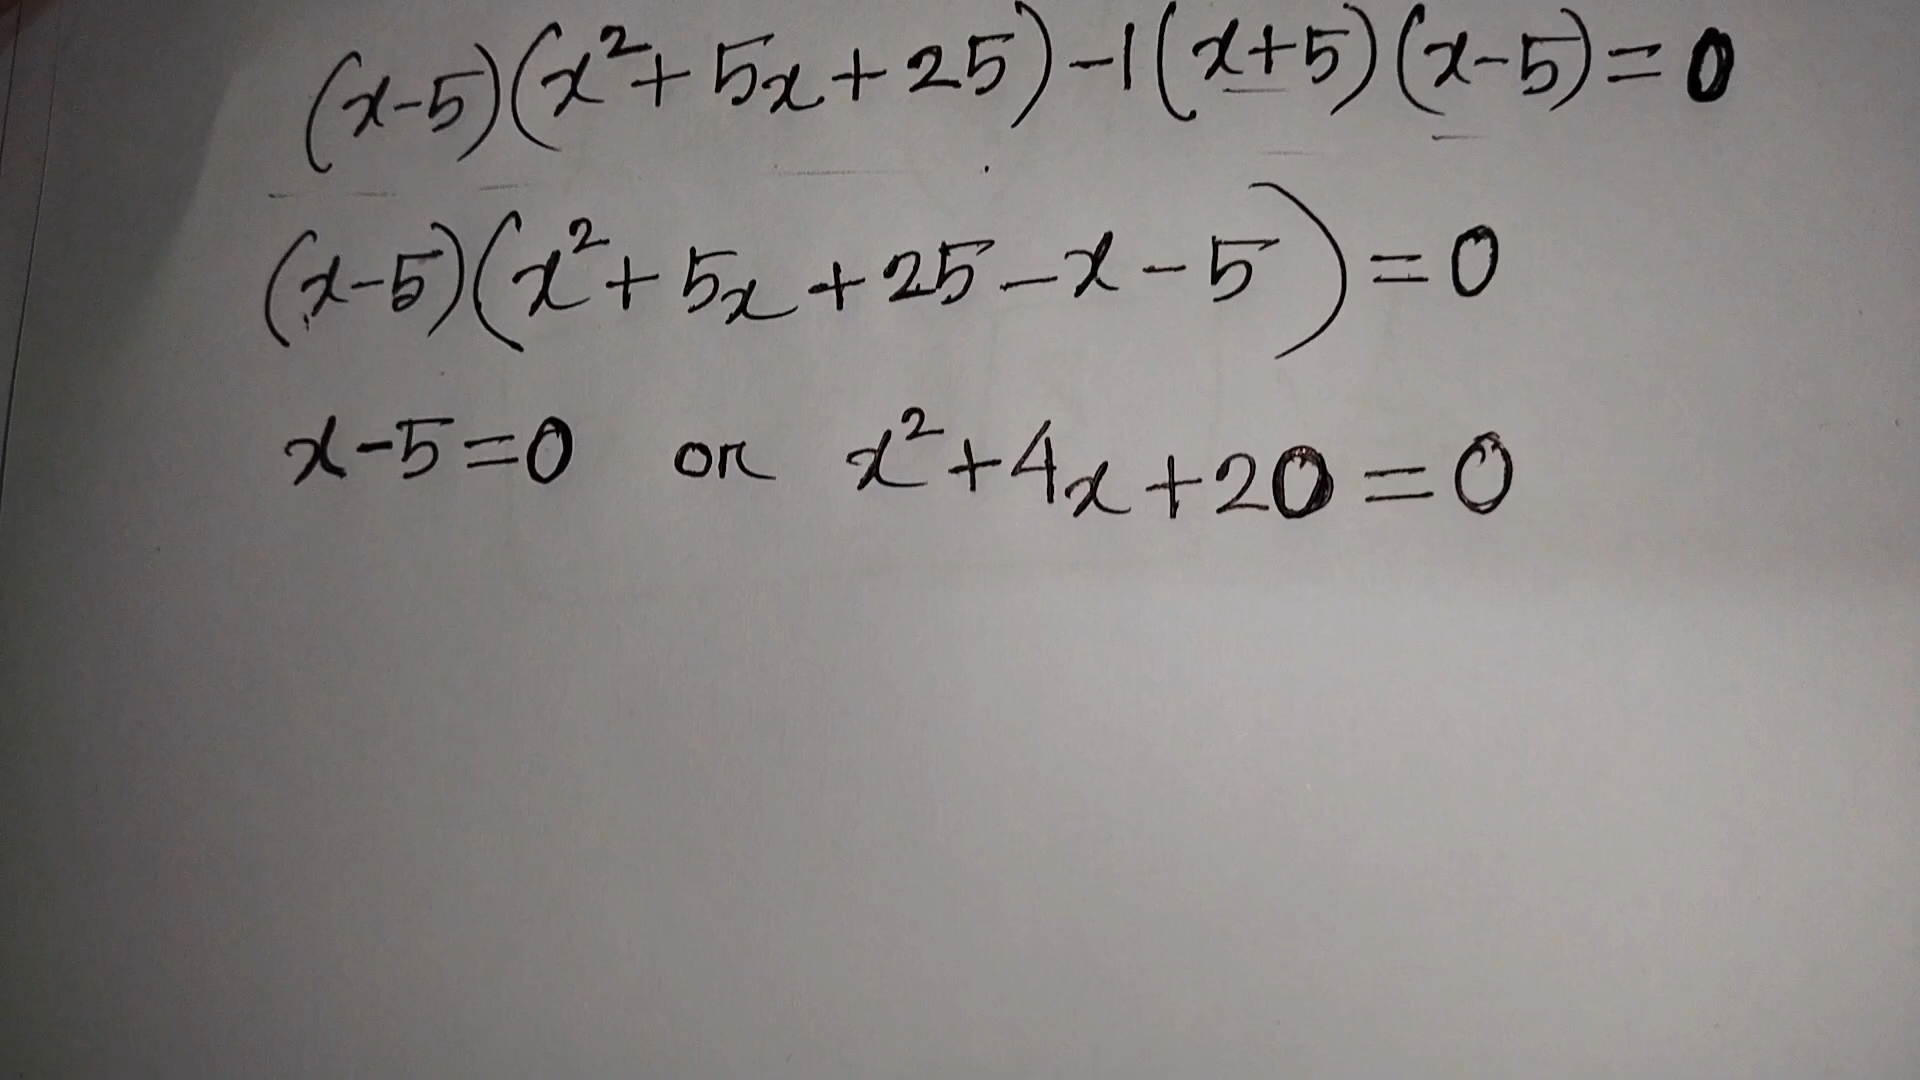 (x-5)(x²+5x+25)-1(x+5)(x-5)=0
(x-5)(x²+5x+25-x-5)=0
x-5=0 or x²+4x+20=0